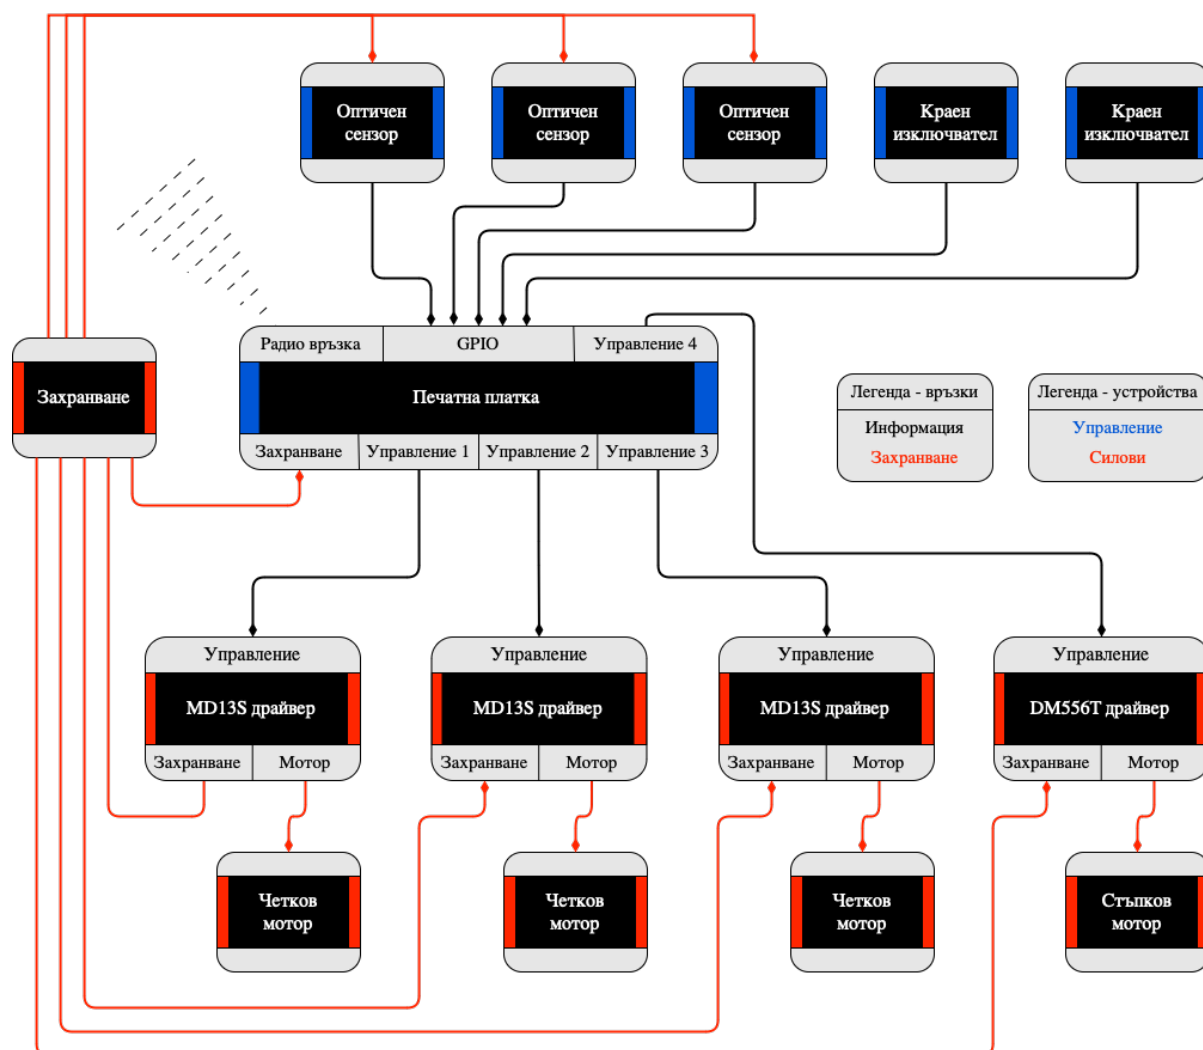 Оптичен
сензор
Оптичен
сензор
Оптичен
сензор
Краен
изключвател
Краен
изключвател
Радио връзка
GPIO
Управление 4
Захранване
Печатна платка
Легенда - връзки
Информация
Захранване
Легенда - устройства
Управление
Силови
Захранване
Управление 1
Управление 2
Управление 3
Управление
MD13S драйвер
Захранване
Мотор
Управление
MD13S драйвер
Захранване
Мотор
Управление
MD13S драйвер
Захранване
Мотор
Управление
DM556T драйвер
Захранване
Мотор
Четков
мотор
Четков
мотор
Четков
мотор
Стъпков
мотор